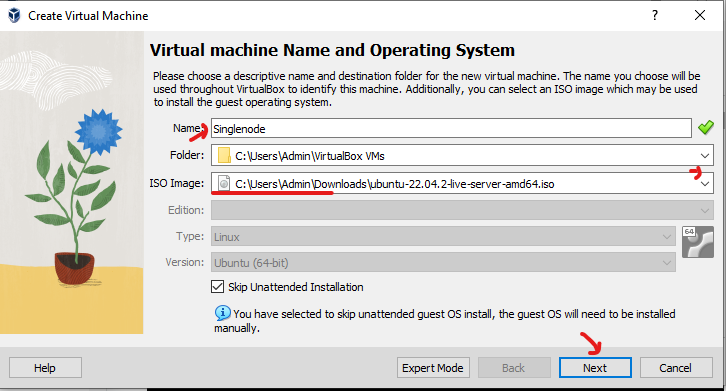 Create Virtual Machine
Virtual machine Name and Operating System
Please choose a descriptive name and destination folder for the new virtual machine. The name you choose will be
used throughout VirtualBox to identify this machine. Additionally, you can select an ISO image which may be used
to install the guest operating system.
Name: Singlenode
Folder: C:\Users\Admin\VirtualBox VMs
ISO Image: C:\Users\Admin\Downloads\ubuntu-22.04.2-live-server-amd64.iso
Edition:
Type: Linux
64
Version: Ubuntu (64-bit)
Skip Unattended Installation
You have selected to skip unattended guest OS install, the guest OS will need to be installed
manually.
Help Expert Mode Back Next Cancel